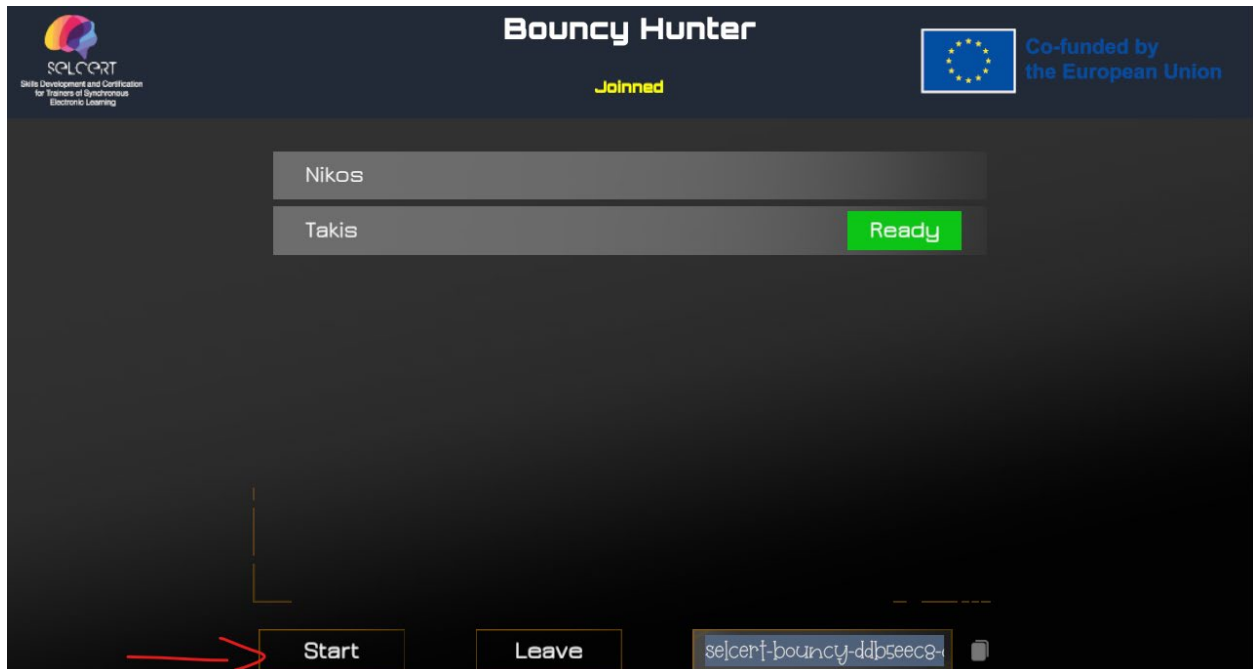 Bouncy Hunter
SELCERT
Skills Development and Certification
for Trainers of Synchronous
Electronic Learning
Joinned
Co-funded by
the European Union
Nikos
Takis
Ready
Start
Leave
selcert-bouncy-ddb5eec8-